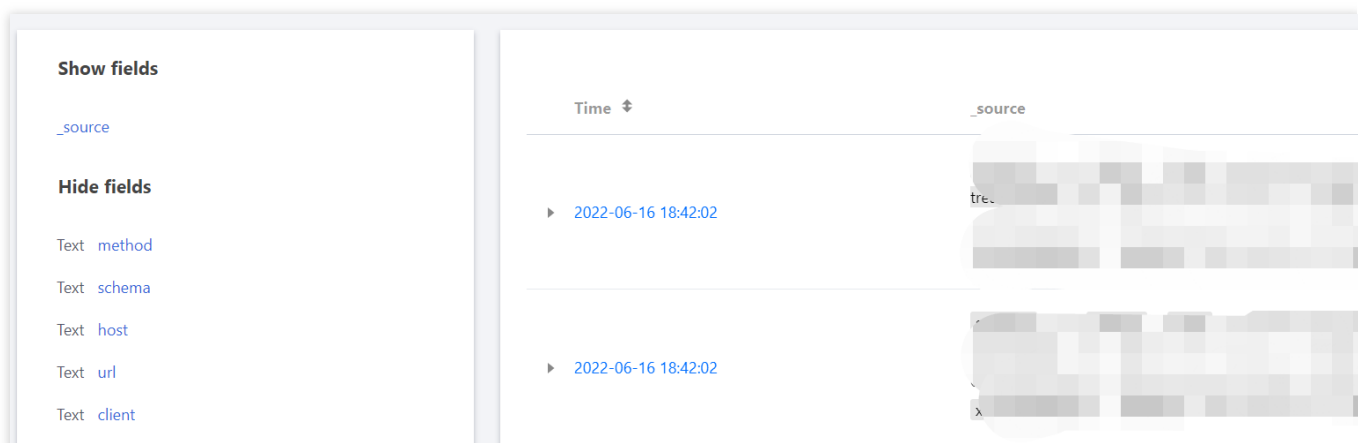 Show fields
_source
Hide fields
Text method
Text schema
Text host
Text url
Text client
Time _source
2022-06-16 18:42:02
2022-06-16 18:42:02